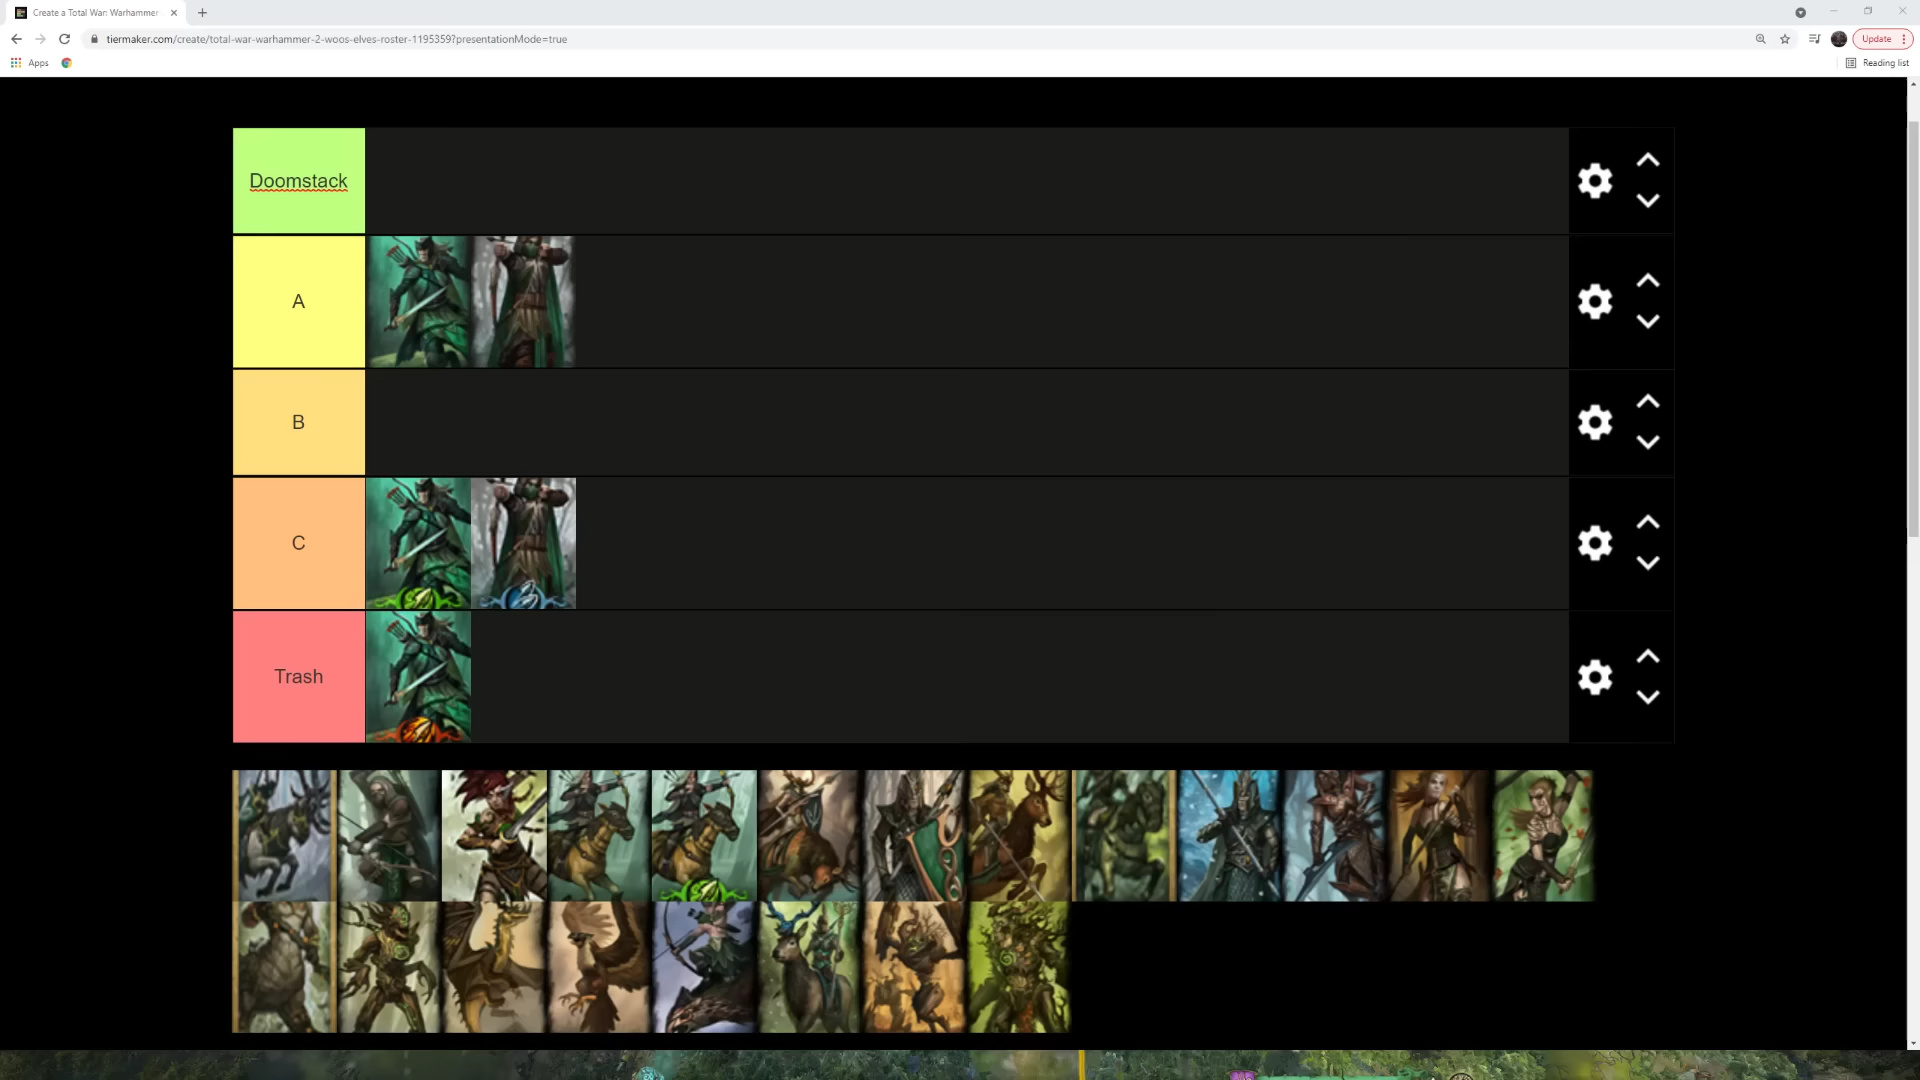 Create a Total War: Warhammer
tiermaker.com/create/total-war-warhammer-2-woos-elves-roster-1195359?presentationMode=true
Update
Apps
Reading list
Doomstack
A
B
C
Trash